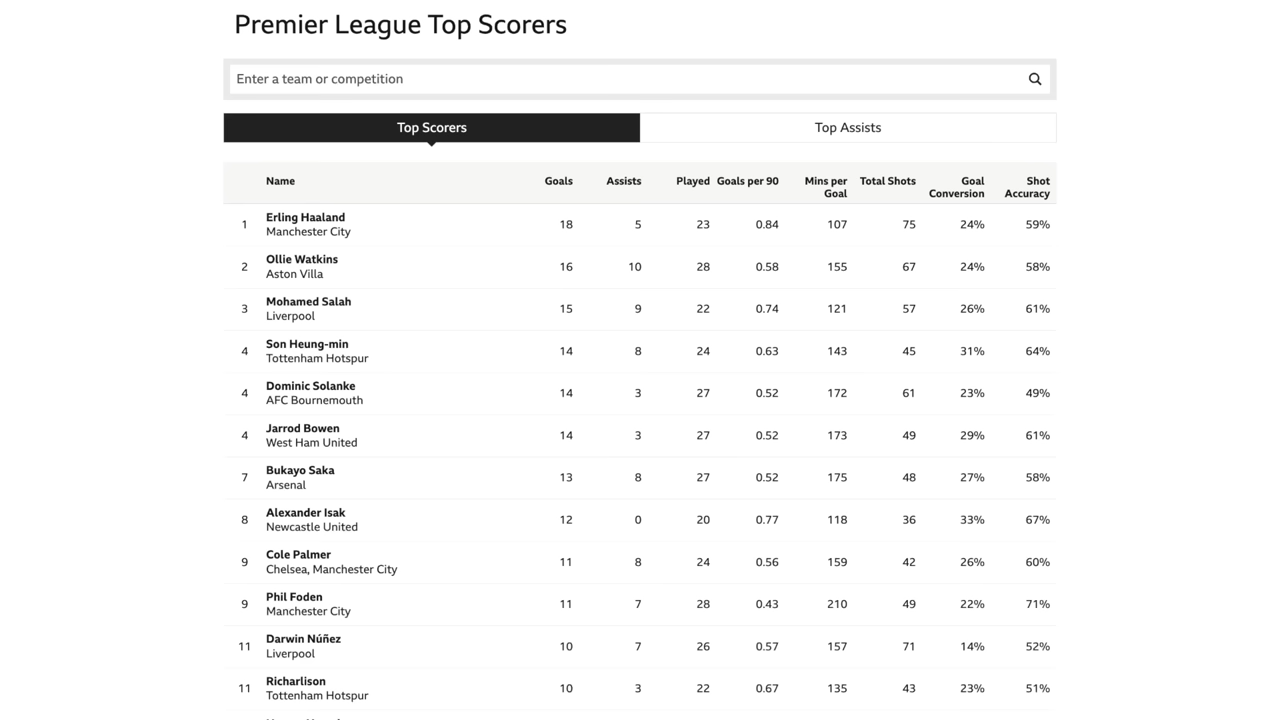 Premier League Top Scorers
Enter a team or competition
Top Scorers Top Assists
Name Goals Assists Played Goals per 90 Mins per Goal Total Shots Goal Conversion Shot Accuracy
1 Erling Haaland Manchester City 18 5 23 0.84 107 75 24% 59%
2 Ollie Watkins Aston Villa 16 10 28 0.58 155 67 24% 58%
3 Mohamed Salah Liverpool 15 9 22 0.74 121 57 26% 61%
4 Son Heung-min Tottenham Hotspur 14 8 24 0.63 143 45 31% 64%
4 Dominic Solanke AFC Bournemouth 14 3 27 0.52 172 61 23% 49%
4 Jarrod Bowen West Ham United 14 3 27 0.52 173 49 29% 61%
7 Bukayo Saka Arsenal 13 8 27 0.52 175 48 27% 58%
8 Alexander Isak Newcastle United 12 0 20 0.77 118 36 33% 67%
9 Cole Palmer Chelsea, Manchester City 11 8 24 0.56 159 42 26% 60%
9 Phil Foden Manchester City 11 7 28 0.43 210 49 22% 71%
11 Darwin Núñez Liverpool 10 7 26 0.57 157 71 14% 52%
11 Richarlison Tottenham Hotspur 10 3 22 0.67 135 43 23% 51%